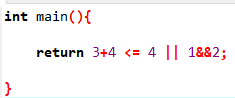 int main(){
return 3+4 <= 4 || 1&&2;
}